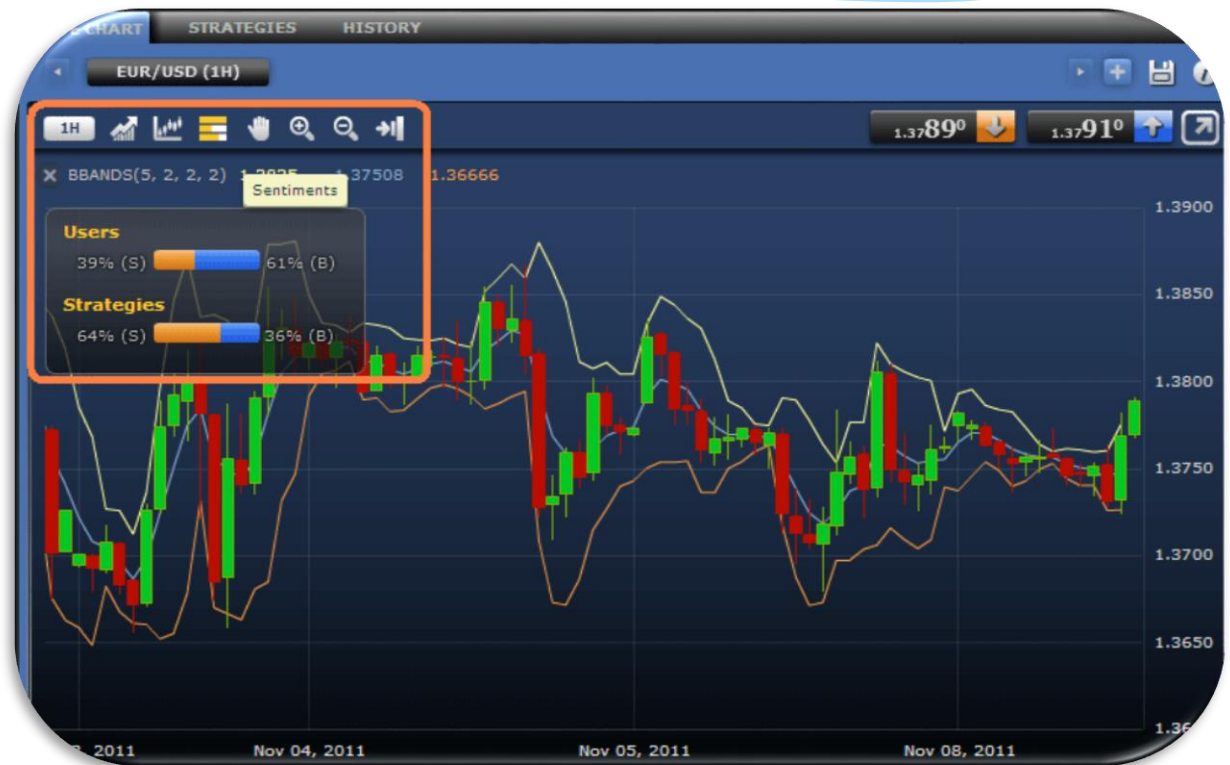 CHART STRATEGIES HISTORY
EUR/USD (1H)
1H
1.37890 1.37910
BBANDS(5, 2, 2, 2) 1.37508 1.36666
Sentiments
Users
39% (S) 61% (B)
Strategies
64% (S) 36% (B)
1.3900
1.3850
1.3800
1.3750
1.3700
1.3650
2011 Nov 04, 2011 Nov 05, 2011 Nov 08, 2011